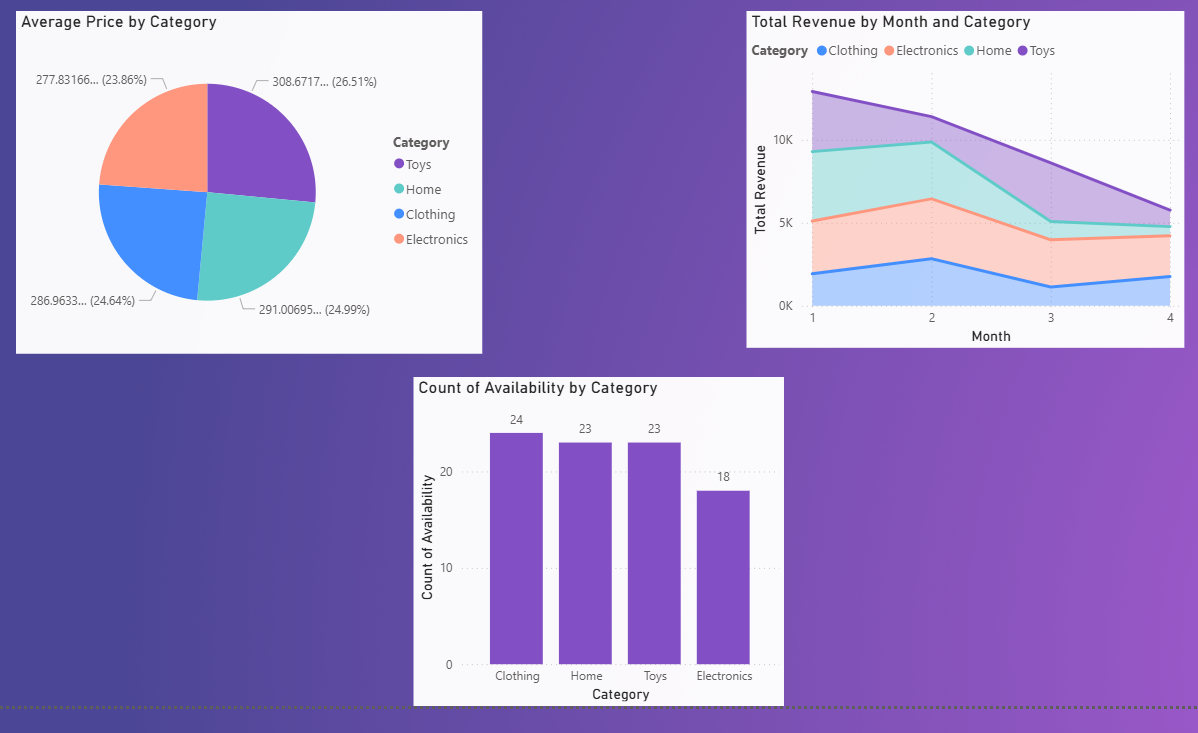 Average Price by Category
277.83166... (23.86%)
308.6717... (26.51%)
286.9633... (24.64%)
291.00695... (24.99%)
Category
Toys
Home
Clothing
Electronics
Total Revenue by Month and Category
Category Clothing Electronics Home Toys
Total Revenue
10K
5K
0K
1 2 3 4
Month
Count of Availability by Category
Count of Availability
24 23 23 18
20
10
0
Clothing Home Toys Electronics
Category